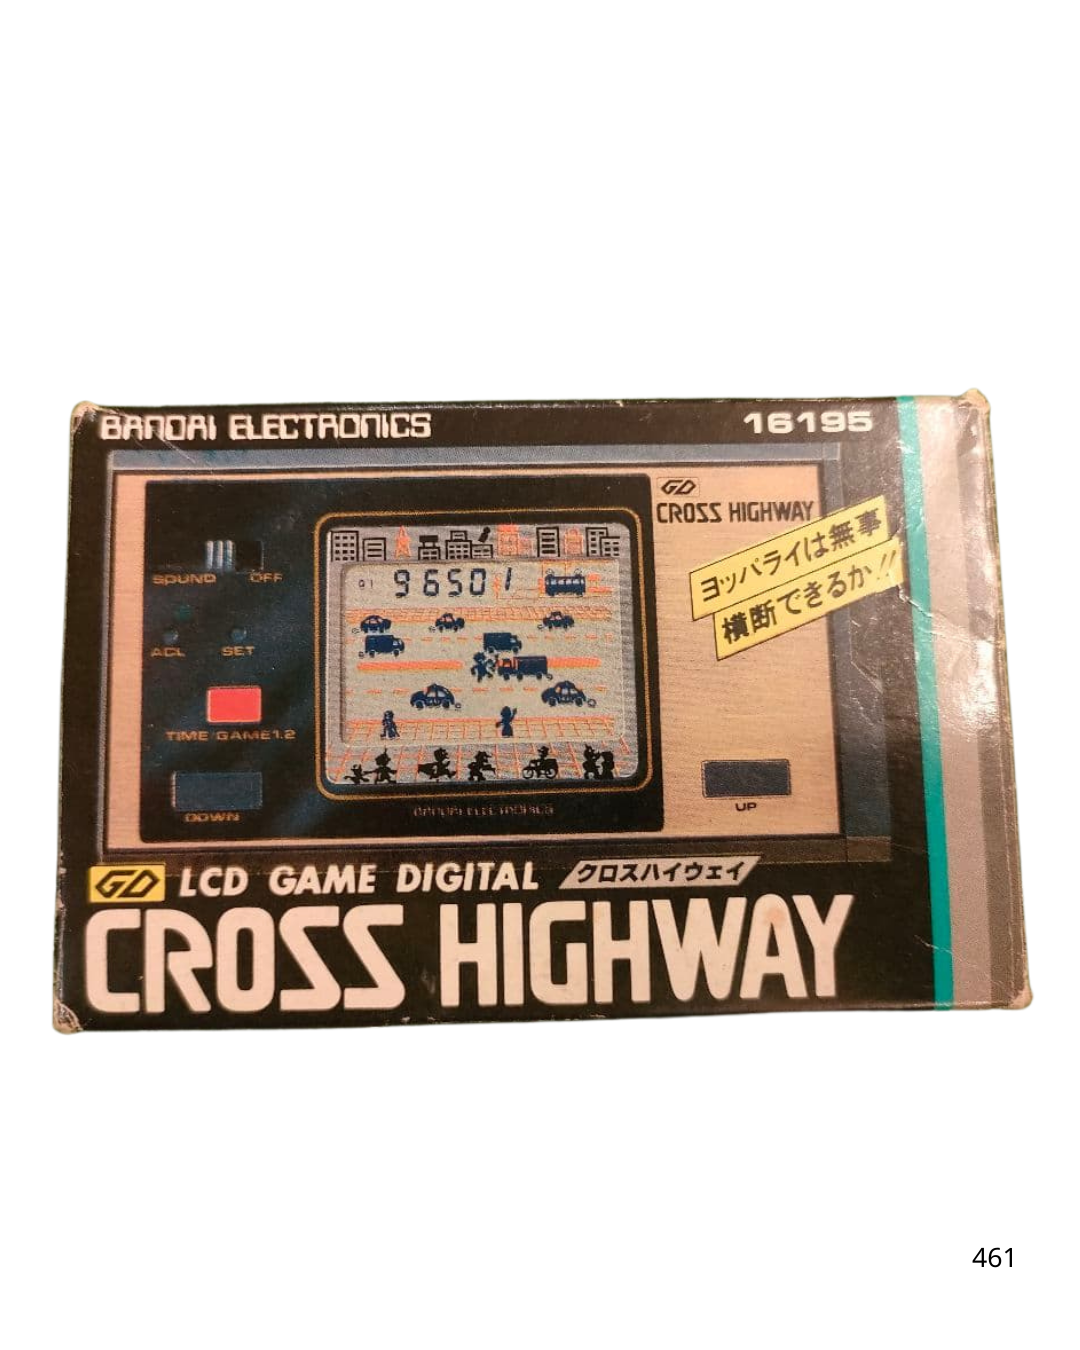 BANDAI ELECTRONICS
16195
GD
CROSS HIGHWAY
ヨッパライは無事
横断できるか!!
G1 96501
SOUND OFF
ACL SET
TIME/GAME1.2
DOWN
UP
BANDAI ELECTRONICS
GD LCD GAME DIGITAL クロスハイウェイ
CROSS HIGHWAY
461